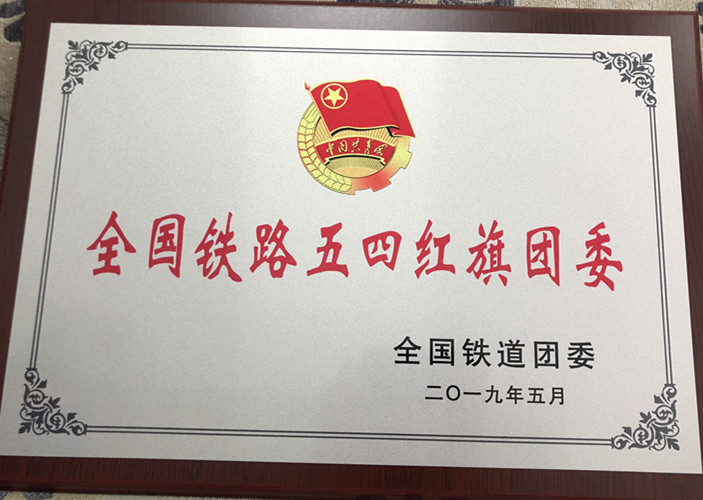 中国共青团
全国铁路五四红旗团委
全国铁道团委
二〇一九年五月